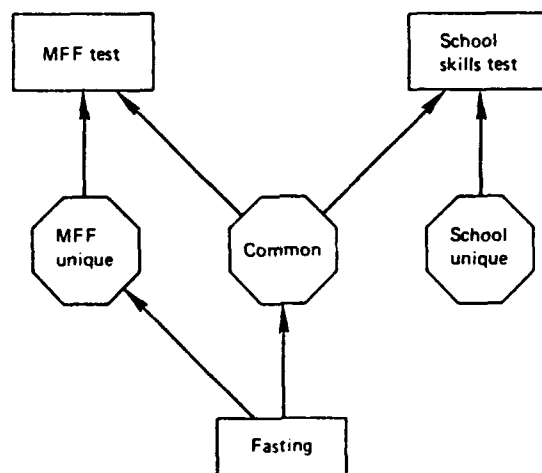 MFF test
School
skills test
MFF
unique
Common
School
unique
Fasting